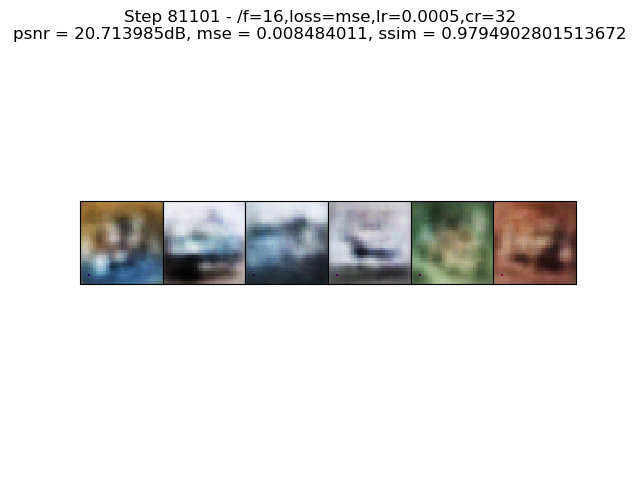 Step 81101 - /f=16,loss=mse,lr=0.0005,cr=32
psnr = 20.713985dB, mse = 0.008484011, ssim = 0.9794902801513672